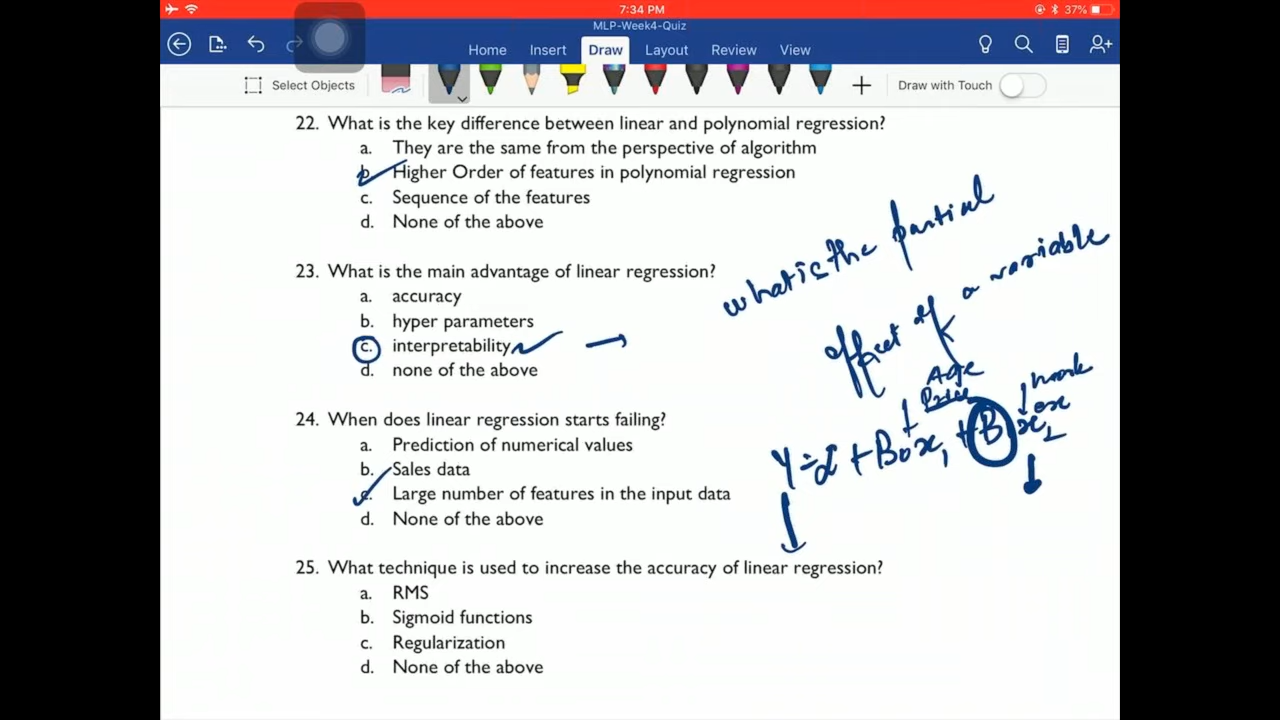 7:34 PM
37%
MLP-Week4-Quiz
Home Insert Draw Layout Review View
Select Objects
Draw with Touch
22. What is the key difference between linear and polynomial regression?
a. They are the same from the perspective of algorithm
b. Higher Order of features in polynomial regression
c. Sequence of the features
d. None of the above
23. What is the main advantage of linear regression?
a. accuracy
b. hyper parameters
c. interpretability
d. none of the above
what is the partial
effect of a variable
Age
Price
24. When does linear regression starts failing?
a. Prediction of numerical values
b. Sales data
c. Large number of features in the input data
d. None of the above
25. What technique is used to increase the accuracy of linear regression?
a. RMS
b. Sigmoid functions
c. Regularization
d. None of the above